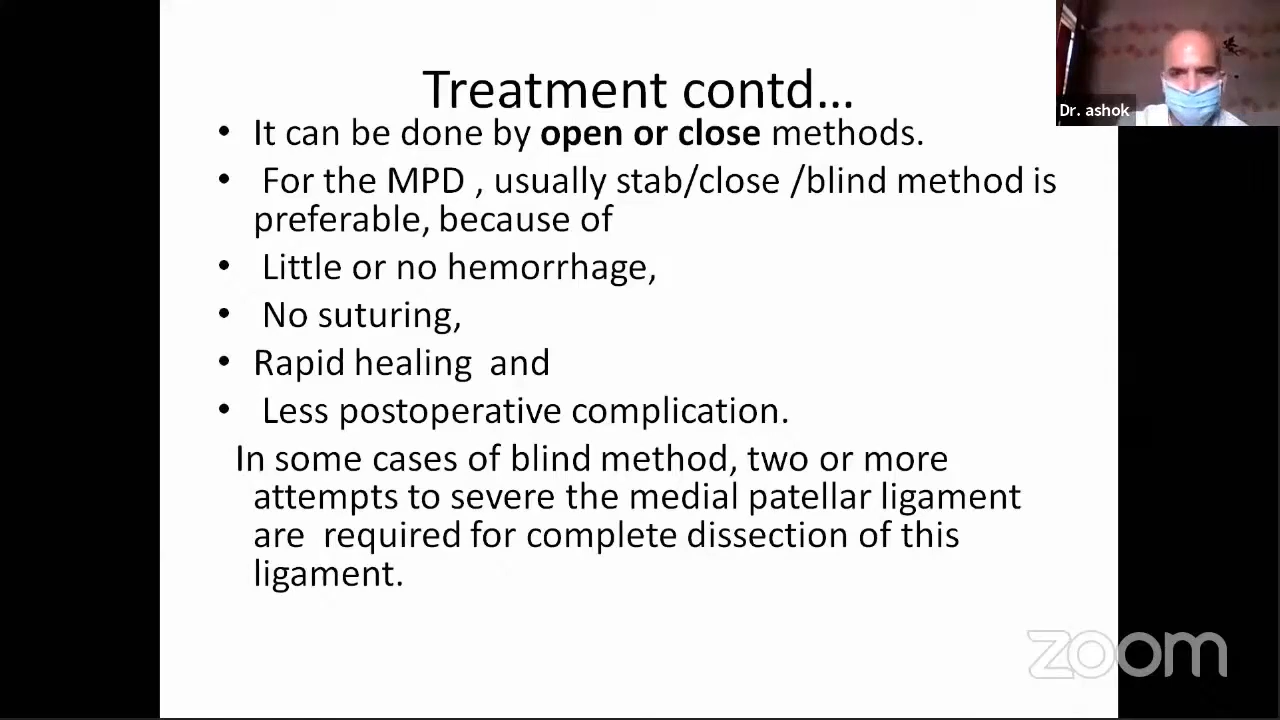 Treatment contd...
• It can be done by open or close methods.
• For the MPD , usually stab/close /blind method is
preferable, because of
• Little or no hemorrhage,
• No suturing,
• Rapid healing and
• Less postoperative complication.
In some cases of blind method, two or more
attempts to severe the medial patellar ligament
are required for complete dissection of this
ligament.
Dr. ashok
zoom